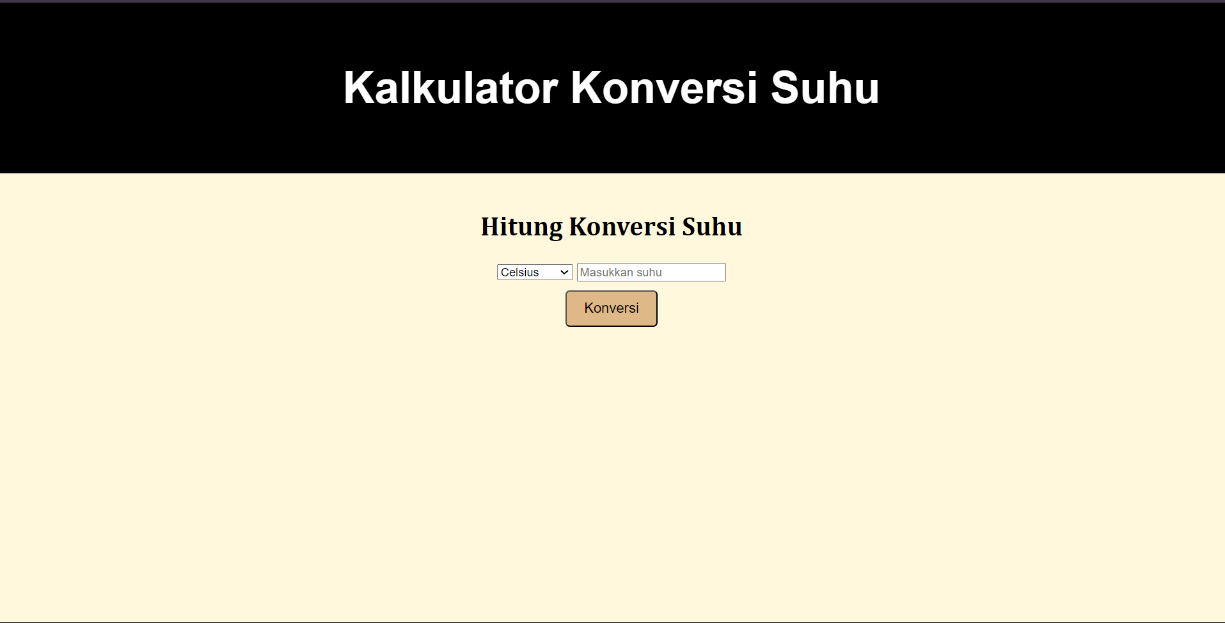 Kalkulator Konversi Suhu
Hitung Konversi Suhu
Celsius Masukkan suhu
Konversi